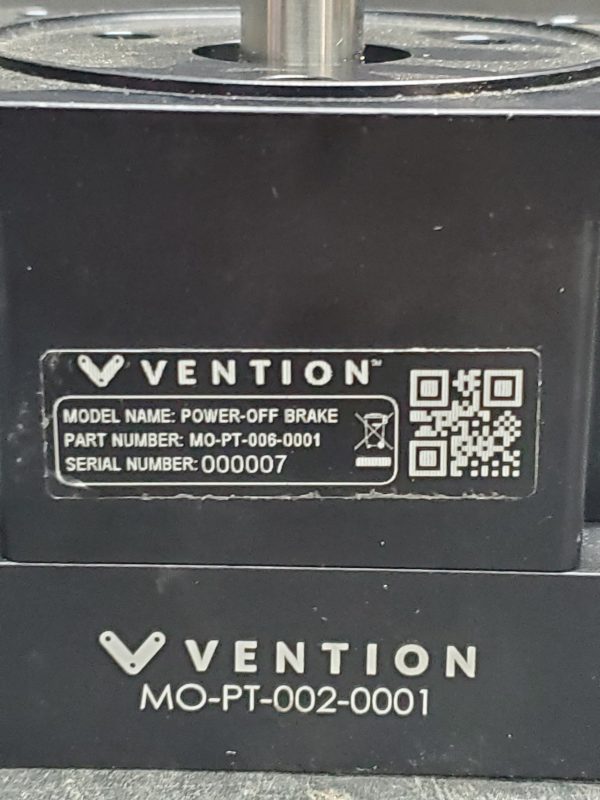 VENTION™
MODEL NAME: POWER-OFF BRAKE
PART NUMBER: MO-PT-006-0001
SERIAL NUMBER: 000007
VENTION
MO-PT-002-0001